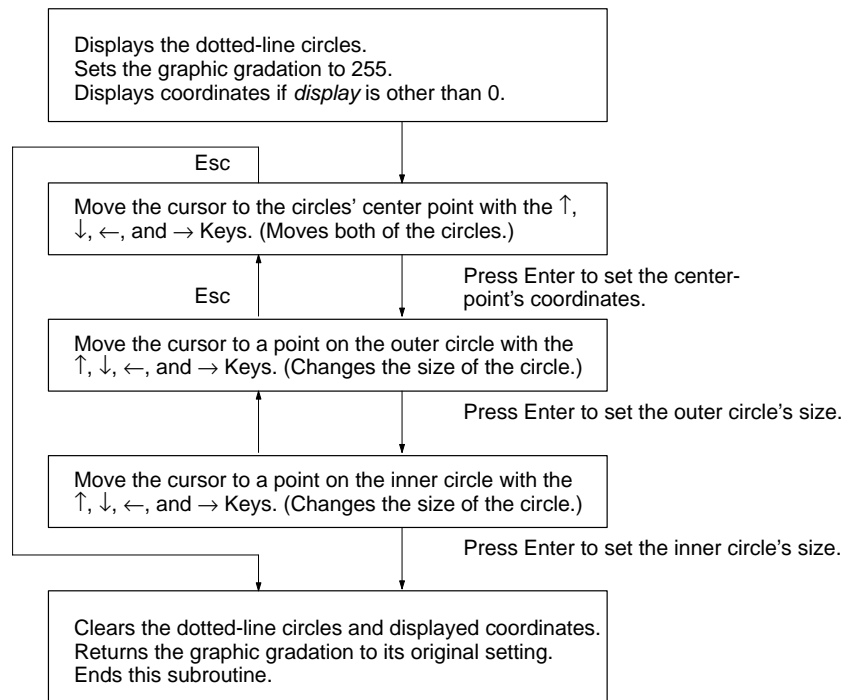 Displays the dotted-line circles.
Sets the graphic gradation to 255.
Displays coordinates if display is other than 0.
Esc
Move the cursor to the circles' center point with the ↑,
↓, ←, and → Keys. (Moves both of the circles.)
Press Enter to set the center-
point's coordinates.
Esc
Move the cursor to a point on the outer circle with the
↑, ↓, ←, and → Keys. (Changes the size of the circle.)
Press Enter to set the outer circle's size.
Move the cursor to a point on the inner circle with the
↑, ↓, ←, and → Keys. (Changes the size of the circle.)
Press Enter to set the inner circle's size.
Clears the dotted-line circles and displayed coordinates.
Returns the graphic gradation to its original setting.
Ends this subroutine.